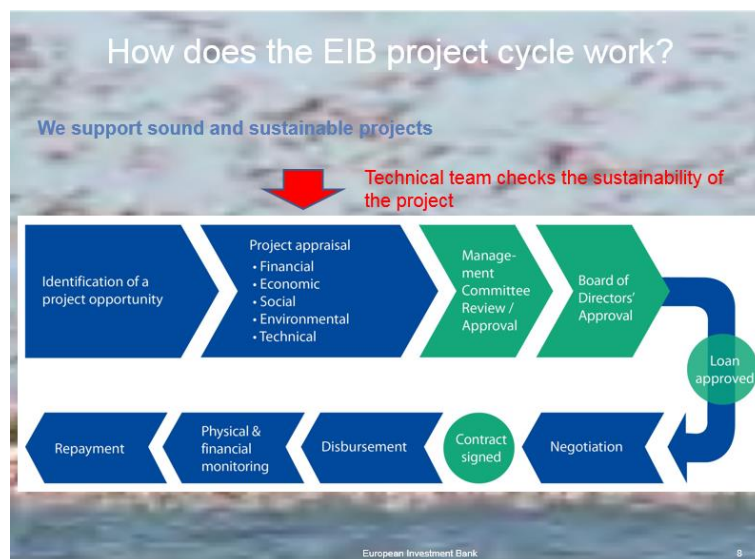 How does the EIB project cycle work?
We support sound and sustainable projects
Technical team checks the sustainability of
the project
Identification of a
project opportunity
Project appraisal
• Financial
• Economic
• Social
• Environmental
• Technical
Manage-
ment
Committee
Review /
Approval
Board of
Directors'
Approval
Loan
approved
Negotiation
Contract
signed
Disbursement
Physical &
financial
monitoring
Repayment
European Investment Bank
8